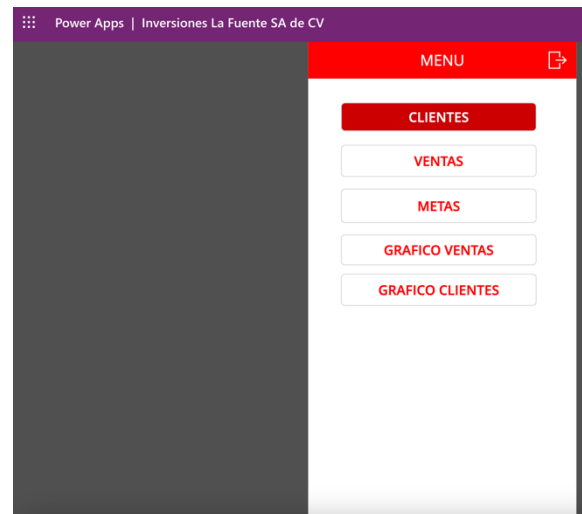 Power Apps | Inversiones La Fuente SA de CV
MENU
CLIENTES
VENTAS
METAS
GRAFICO VENTAS
GRAFICO CLIENTES